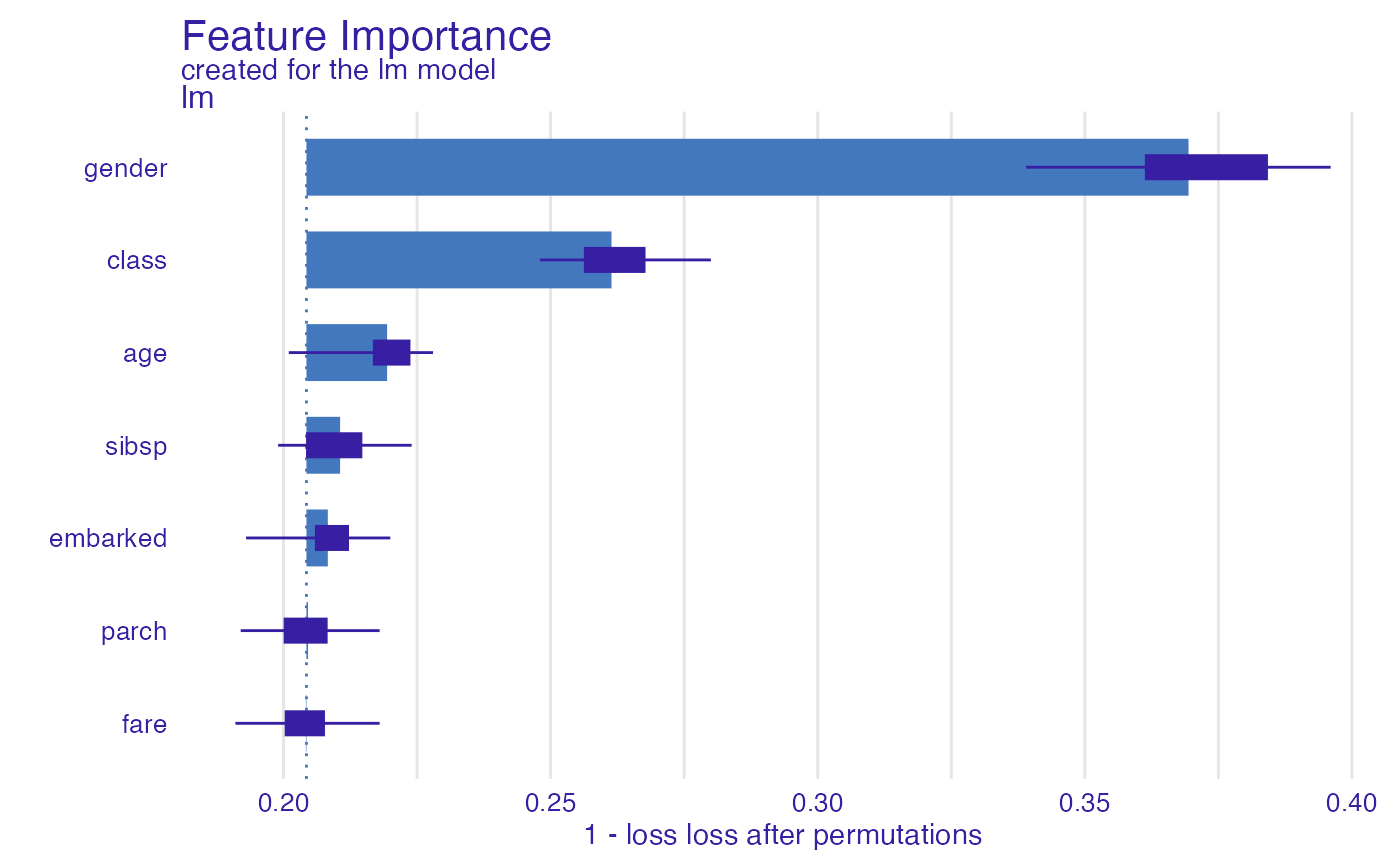 Feature Importance
created for the lm model
lm
gender
class
age
sibsp
embarked
parch
fare
0.20 0.25 0.30 0.35 0.40
1 - loss loss after permutations